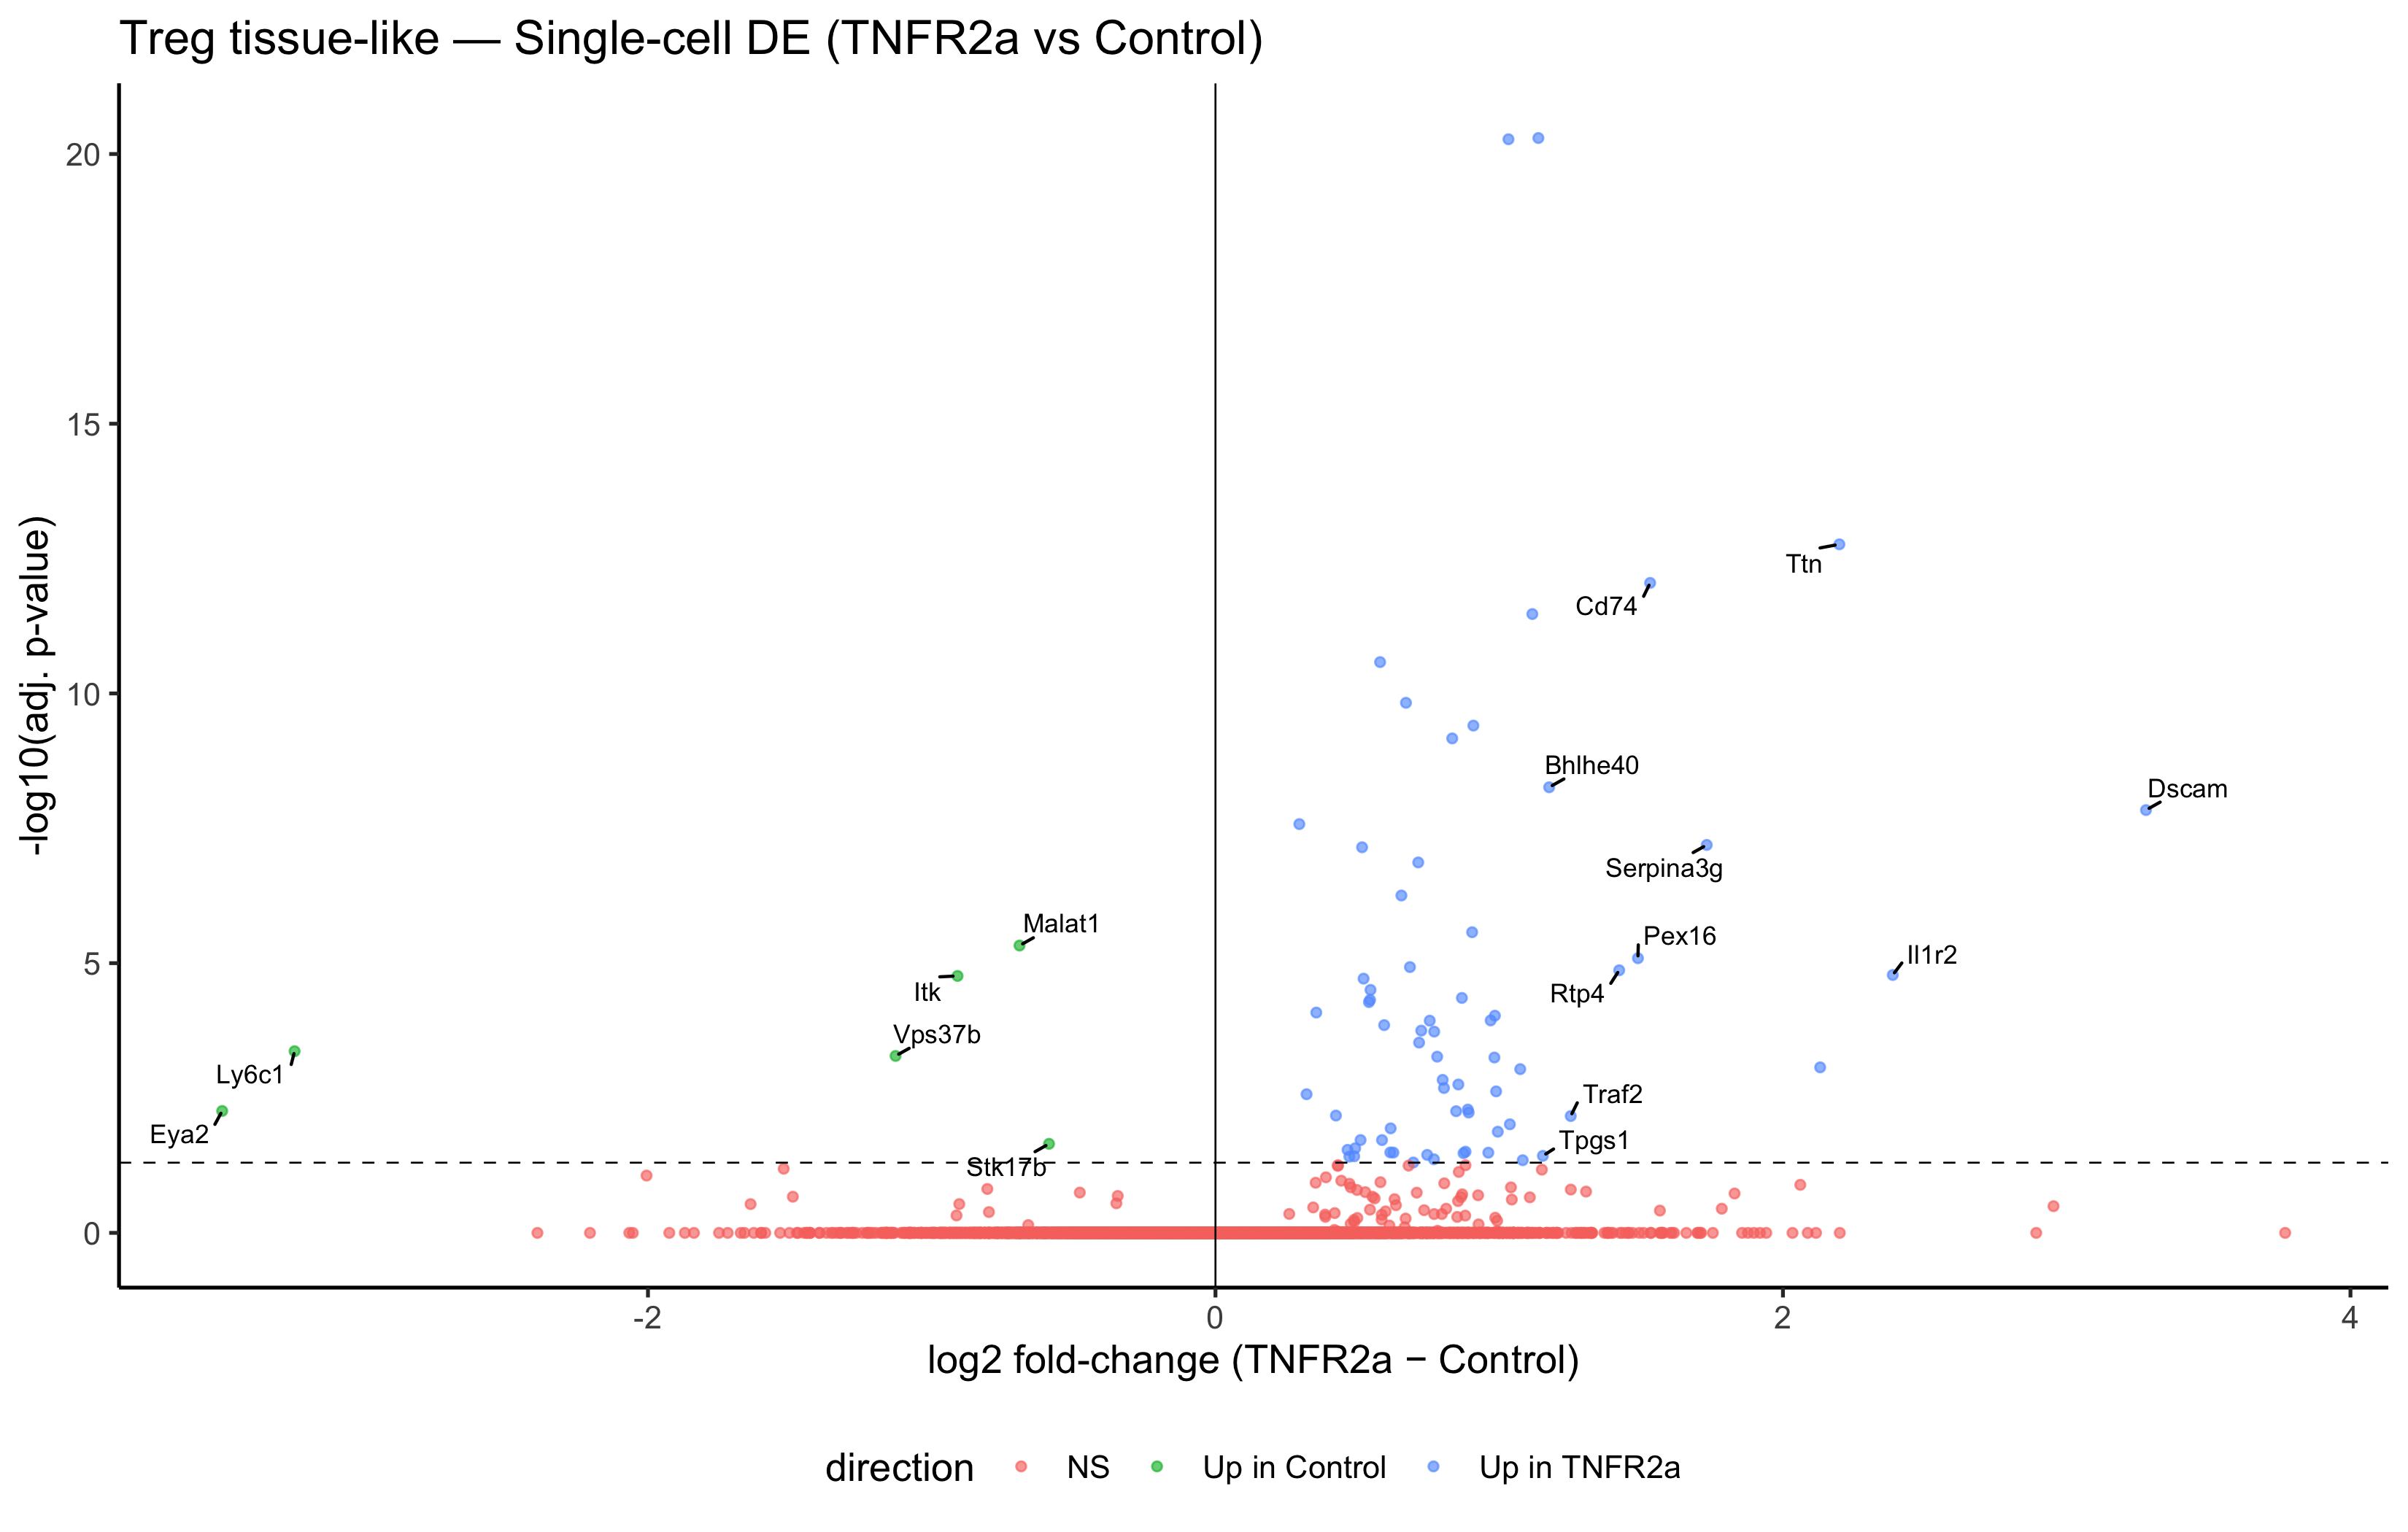 Treg tissue-like — Single-cell DE (TNFR2a vs Control)
-log10(adj. p-value)
20
15
10
5
0
Ttn
Cd74
Bhlhe40
Dscam
Serpina3g
Malat1
Pex16
Il1r2
Itk
Rtp4
Vps37b
Ly6c1
Traf2
Eya2
Tpgs1
Stk17b
-2
0
2
4
log2 fold-change (TNFR2a − Control)
direction NS Up in Control Up in TNFR2a